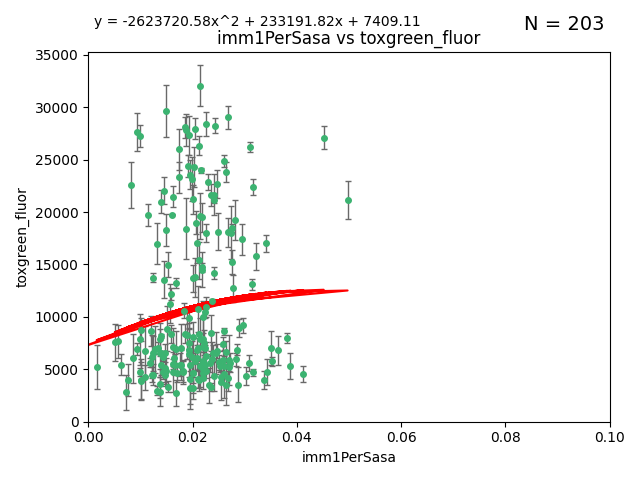 y = -2623720.58x^2 + 233191.82x + 7409.11
N = 203
imm1PerSasa vs toxgreen_fluor
35000
30000
25000
20000
15000
10000
5000
0
toxgreen_fluor
0.00 0.02 0.04 0.06 0.08 0.10
imm1PerSasa